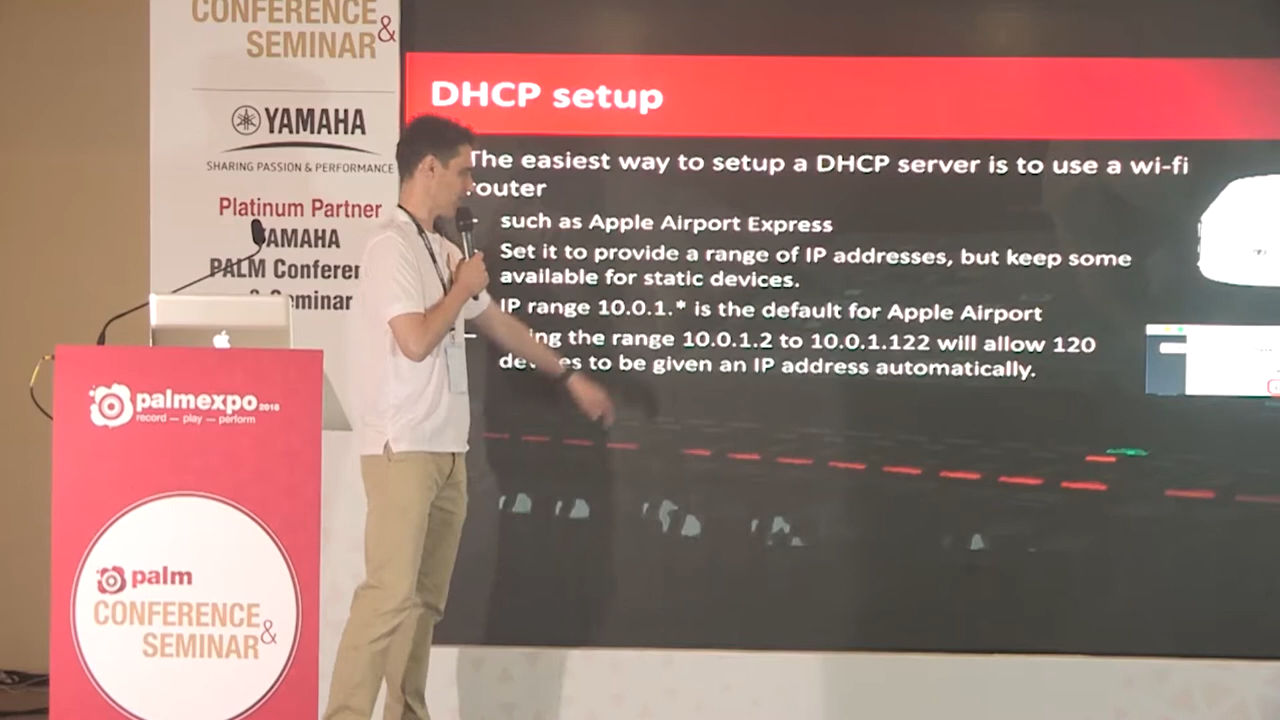 CONFERENCE
&
SEMINAR
YAMAHA
SHARING PASSION & PERFORMANCE
Platinum Partner
YAMAHA
PALM
Seminar
DHCP setup
The easiest way to setup a DHCP server is to use a wi-fi
router
such as Apple Airport Express
Set it to provide a range of IP addresses, but keep some
available for static devices.
IP range 10.0.1.* is the default for Apple Airport
the range 10.0.1.2 to 10.0.1.122 will allow 120
to be given an IP address automatically.
palmexpo 2018
record — play — perform
palm
CONFERENCE
&
SEMINAR